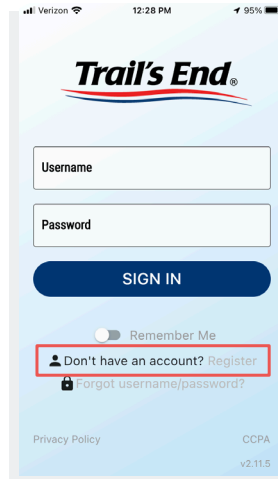 Verizon 12:28 PM 95%
Trail's End®
Username
Password
SIGN IN
Remember Me
Don't have an account? Register
Forgot username/password?
Privacy Policy CCPA
v2.11.5